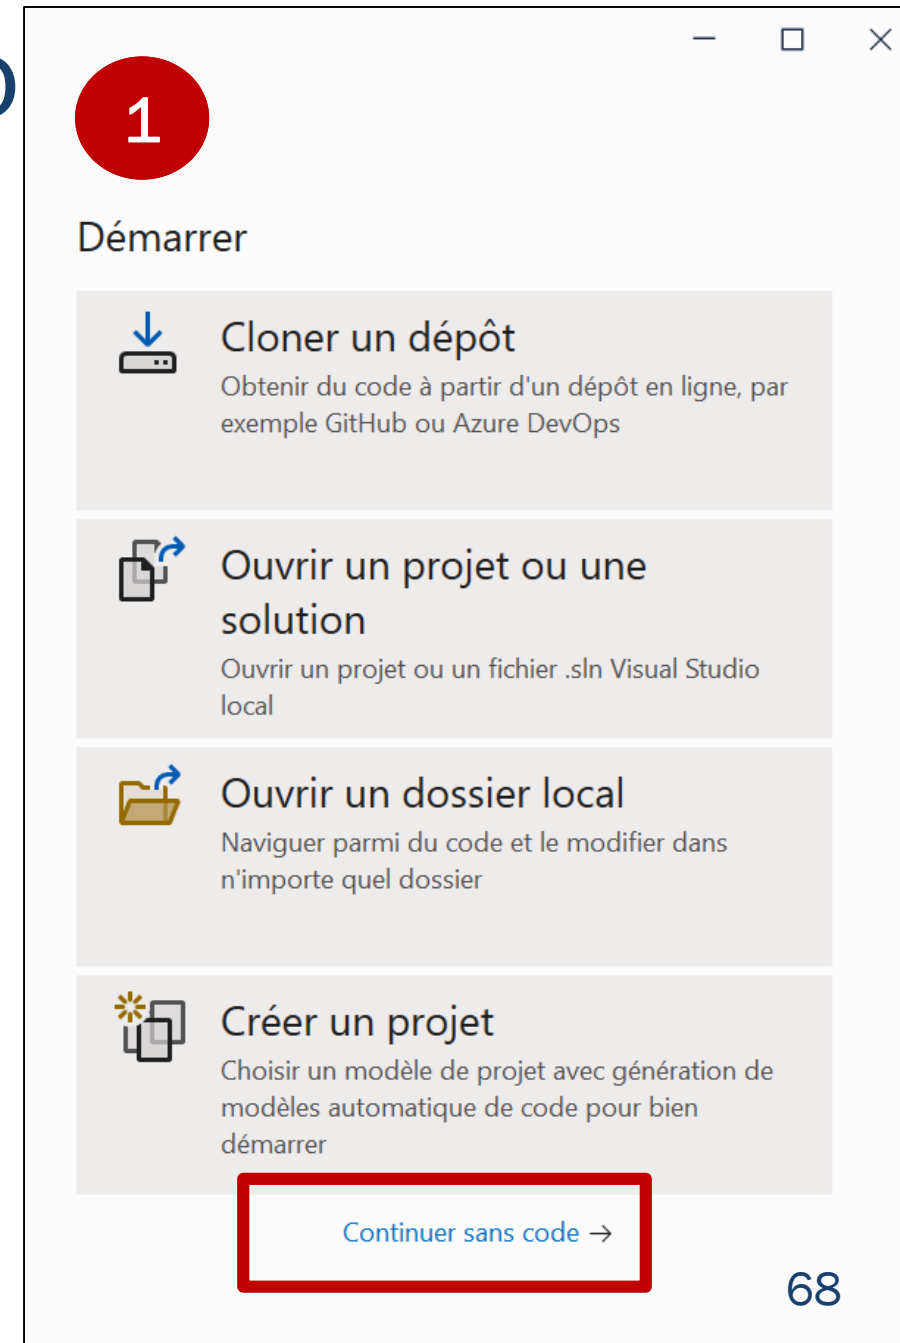 1
Démarrer
Cloner un dépôt
Obtenir du code à partir d'un dépôt en ligne, par
exemple GitHub ou Azure DevOps
Ouvrir un projet ou une
solution
Ouvrir un projet ou un fichier .sln Visual Studio
local
Ouvrir un dossier local
Naviguer parmi du code et le modifier dans
n'importe quel dossier
Créer un projet
Choisir un modèle de projet avec génération de
modèles automatique de code pour bien
démarrer
Continuer sans code →
68